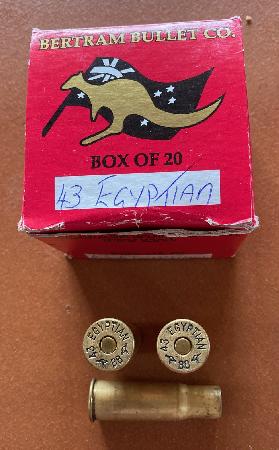 BERTRAM BULLET CO.
BOX OF 20
43 EGYPTIAN
43 EGYPTIAN
BB
43 EGYPTIAN
BB